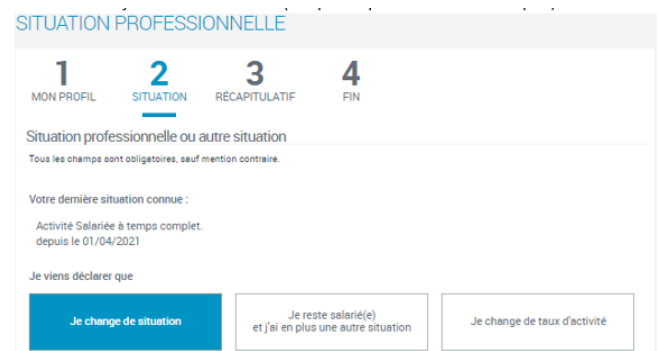 SITUATION PROFESSIONNELLE
1 2 3 4
MON PROFIL SITUATION RÉCAPITULATIF FIN
Situation professionnelle ou autre situation
Tous les champs sont obligatoires, sauf mention contraire.
Votre dernière situation connue :
Activité Salariée à temps complet.
depuis le 01/04/2021
Je viens déclarer que
Je change de situation
Je reste salarié(e)
et j'ai en plus une autre situation
Je change de taux d'activité